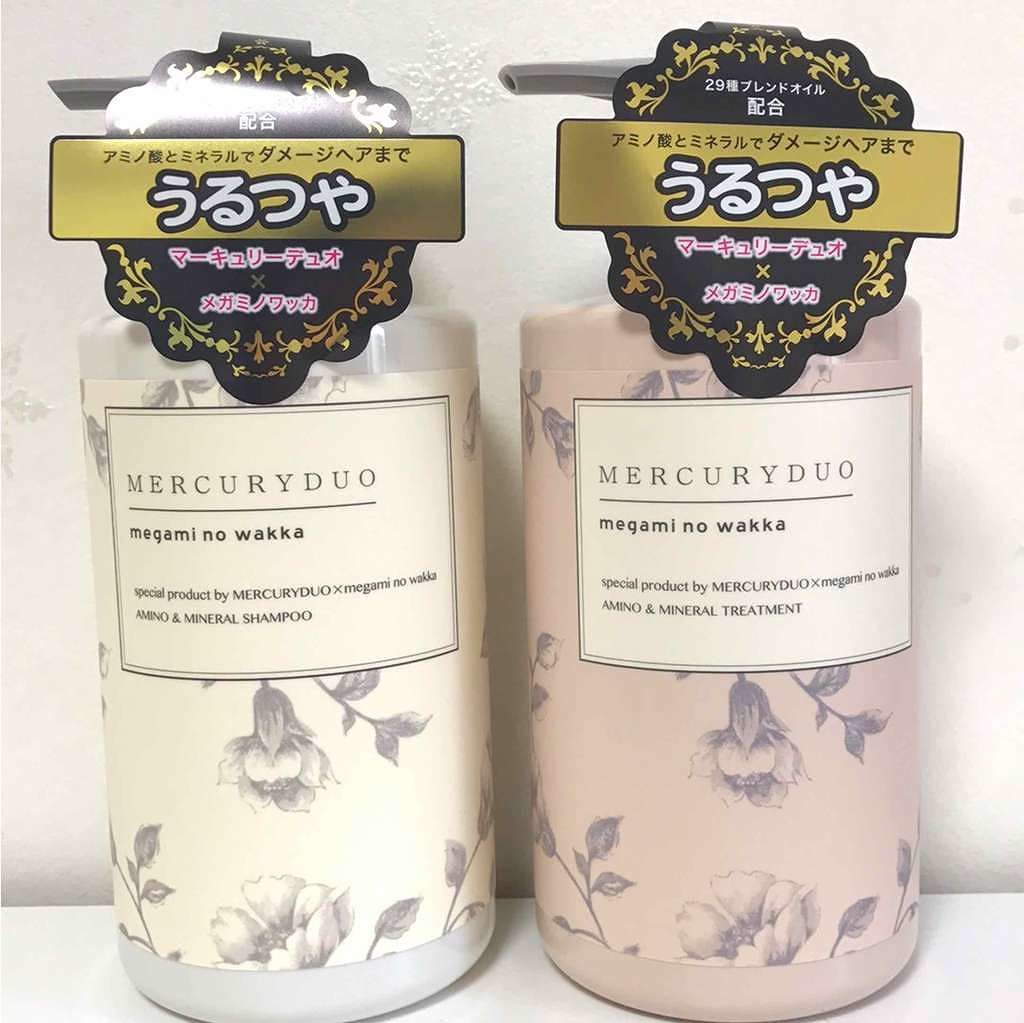 配合
アミノ酸とミネラルでダメージヘアまで
うるつや
マーキュリーデュオ
×
メガミノワッカ
MERCURYDUO
megami no wakka
special product by MERCURYDUO×megami no wakka
AMINO & MINERAL SHAMPOO
29種ブレンドオイル
配合
アミノ酸とミネラルでダメージヘアまで
うるつや
マーキュリーデュオ
×
メガミノワッカ
MERCURYDUO
megami no wakka
special product by MERCURYDUO×megami no wakka
AMINO & MINERAL TREATMENT